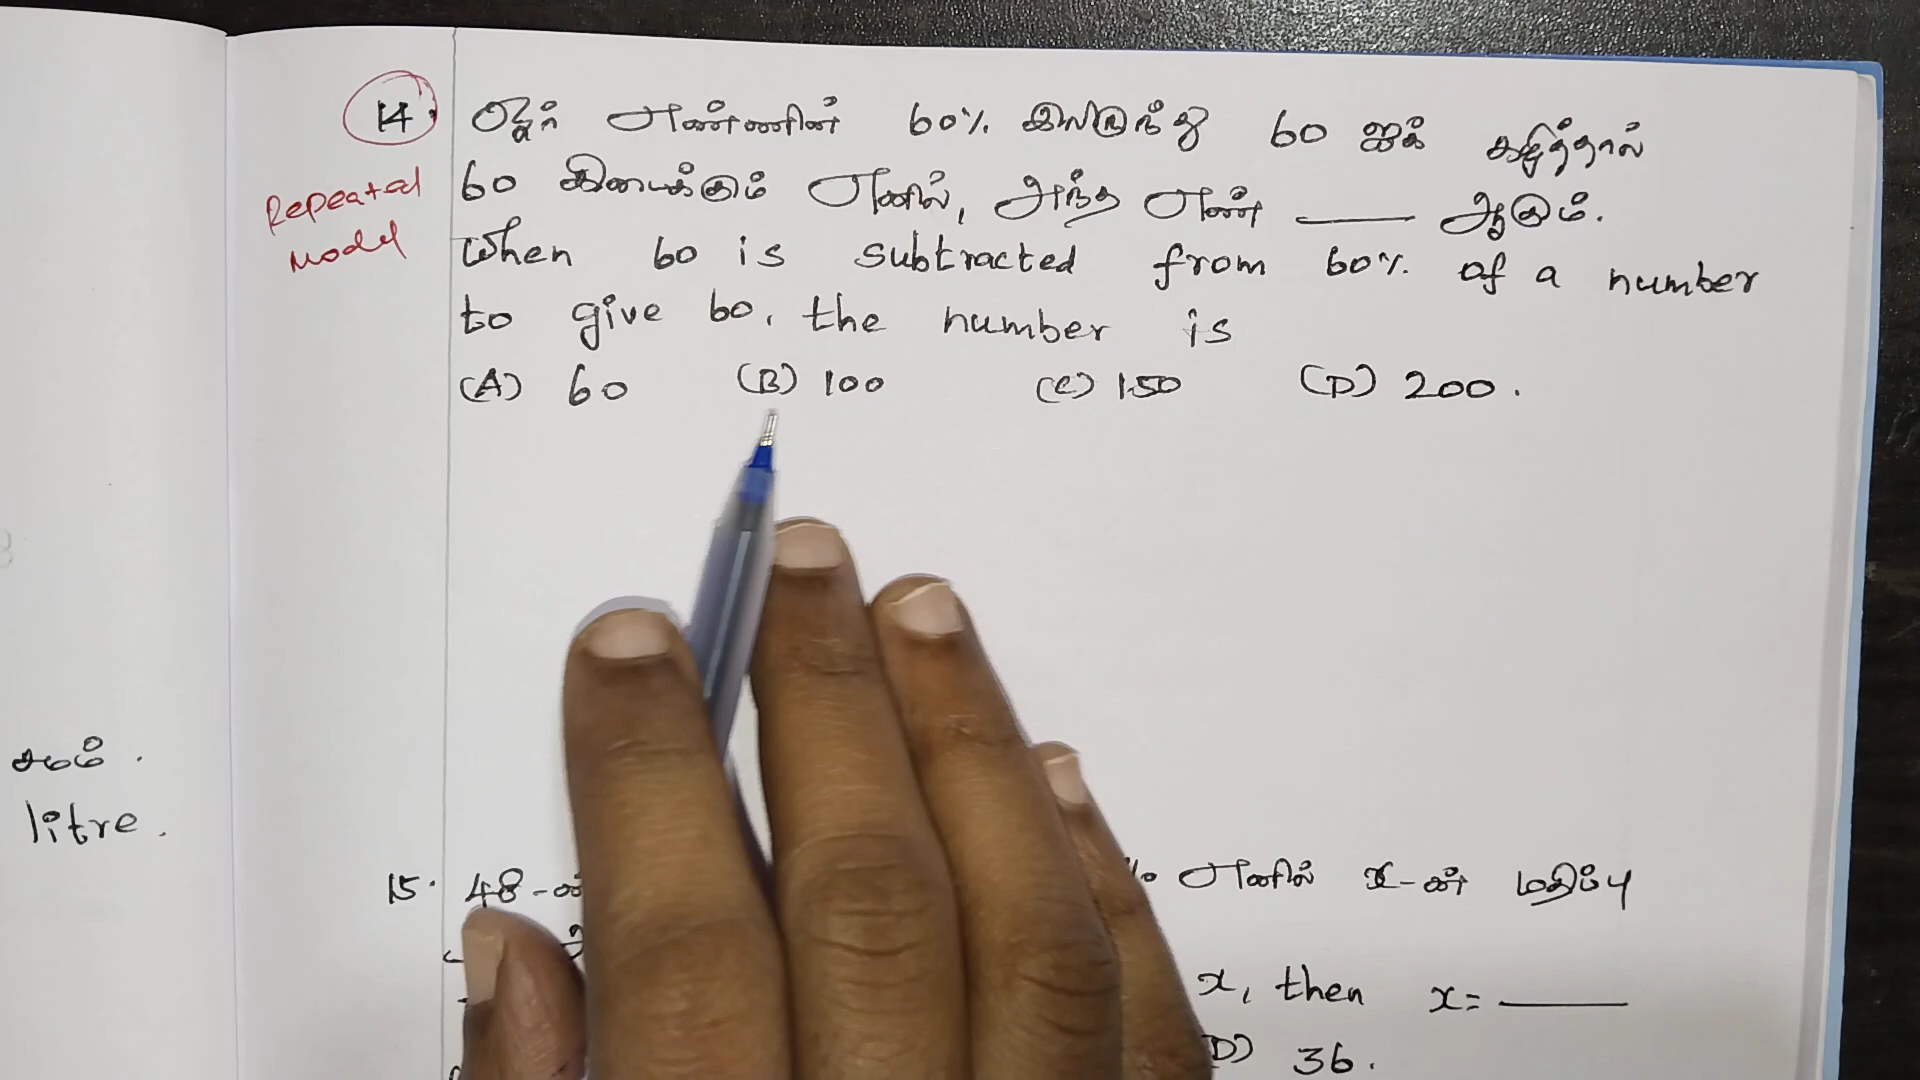 சமம்.
litre.
14. ஒரு எண்ணின் 60% இலிருந்து 60 ஐக் கழித்தால்
Repeated Model
60 கிடைக்கும் எனில், அந்த எண் ____ ஆகும்.
When 60 is subtracted from 60% of a number
to give 60, the number is
(A) 60 (B) 100 (C) 150 (D) 200.
15. 48-ன் எனில் x-ன் மதிப்பு
x, then x= ____
D) 36.